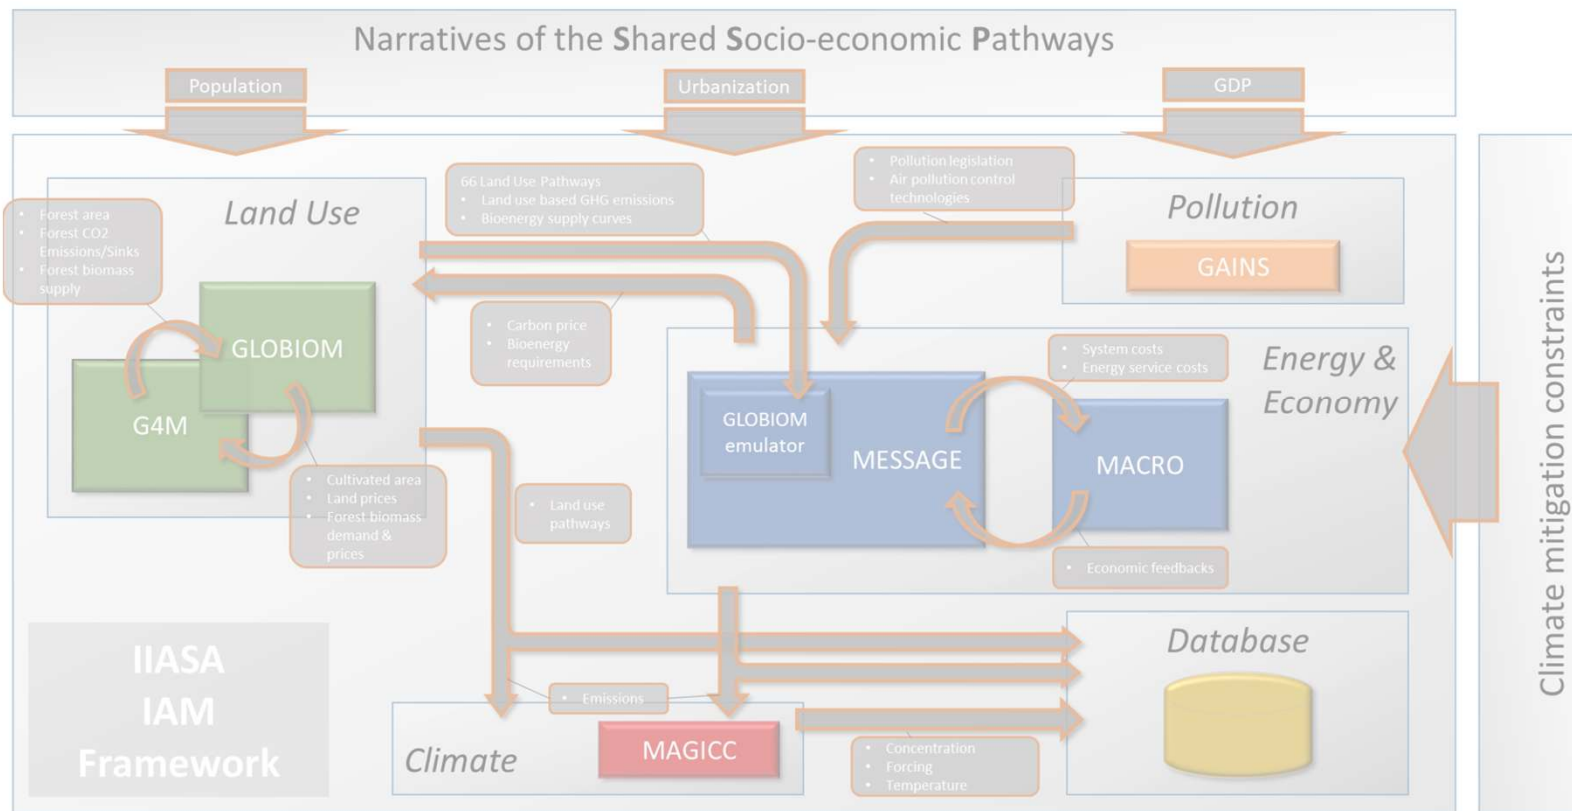 Narratives of the Shared Socio-economic Pathways
Population
Urbanization
GDP
Land Use
• Forest area
• Forest CO2
Emissions/Sinks
• Forest biomass
supply
GLOBIOM
G4M
• Cultivated area
• Land prices
• Forest biomass
demand &
prices
66 Land Use Pathways
• Land use based GHG emissions
• Bioenergy supply curves
• Carbon price
• Bioenergy
requirements
• Land use
pathways
• Pollution legislation
• Air pollution control
technologies
Pollution
GAINS
Energy &
Economy
• System costs
• Energy service costs
GLOBIOM
emulator
MESSAGE
MACRO
• Economic feedbacks
Climate mitigation constraints
IIASA
IAM
Framework
• Emissions
Climate
MAGICC
• Concentration
• Forcing
• Temperature
Database